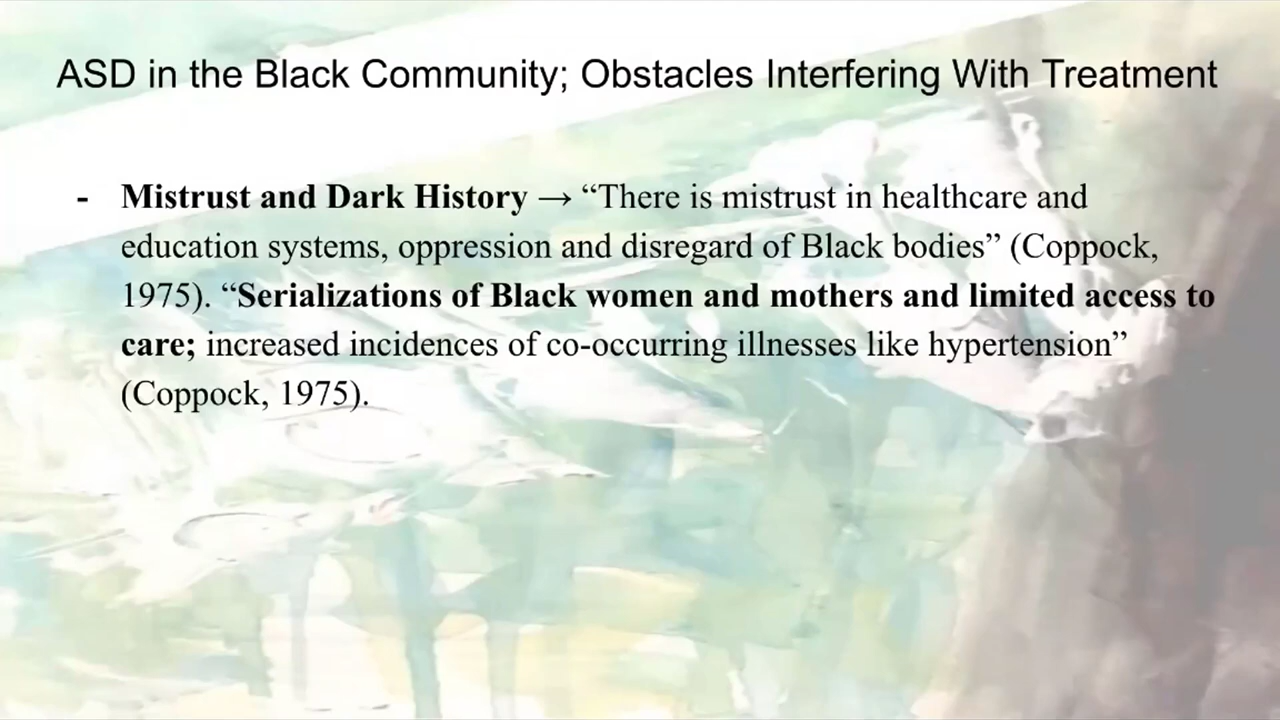 ASD in the Black Community; Obstacles Interfering With Treatment
- Mistrust and Dark History → “There is mistrust in healthcare and
education systems, oppression and disregard of Black bodies” (Coppock,
1975). “Serializations of Black women and mothers and limited access to
care; increased incidences of co-occurring illnesses like hypertension”
(Coppock, 1975).